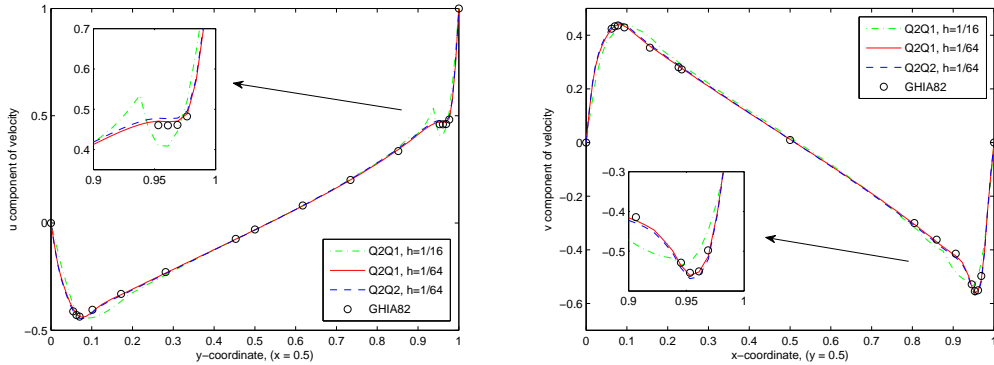 1
0.5
0
−0.5
u component of velocity
0 0.1 0.2 0.3 0.4 0.5 0.6 0.7 0.8 0.9 1
y−coordinate, (x = 0.5)
0.7
0.6
0.5
0.4
0.9 0.95 1
Q2Q1, h=1/16
Q2Q1, h=1/64
Q2Q2, h=1/64
GHIA82
0.4
0.2
0
−0.2
−0.4
−0.6
v component of velocity
0 0.1 0.2 0.3 0.4 0.5 0.6 0.7 0.8 0.9 1
x−coordinate, (y = 0.5)
Q2Q1, h=1/16
Q2Q1, h=1/64
Q2Q2, h=1/64
GHIA82
−0.3
−0.4
−0.5
0.9 0.95 1